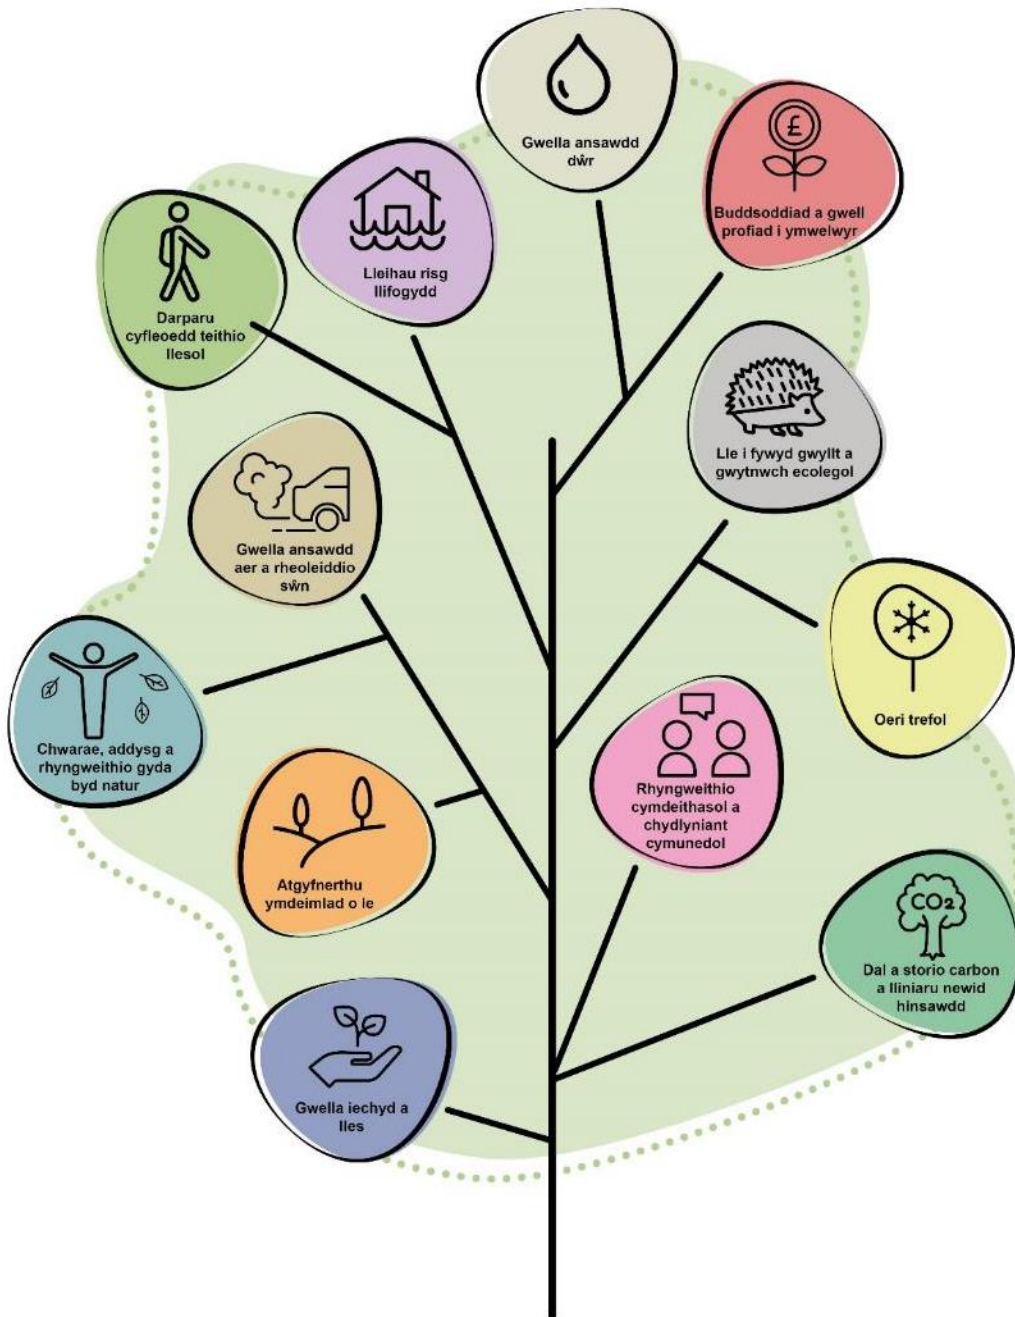 Gwella ansawdd
dŵr
£
Buddsoddiad a gwell
profiad i ymwelwyr
Lleihau risg
llifogydd
Darparu
cyfleoedd teithio
llesol
Lle i fywyd gwyllt a
gwytnwch ecolegol
Gwella ansawdd
aer a rheoleiddio
sŵn
Oeri trefol
Chwarae, addysg a
rhyngweithio gyda
byd natur
Rhyngweithio
cymdeithasol a
chydlyniant
cymunedol
Atgyfnerthu
ymdeimlad o le
CO2
Dal a storio carbon
a lliniaru newid
hinsawdd
Gwella iechyd a
lles